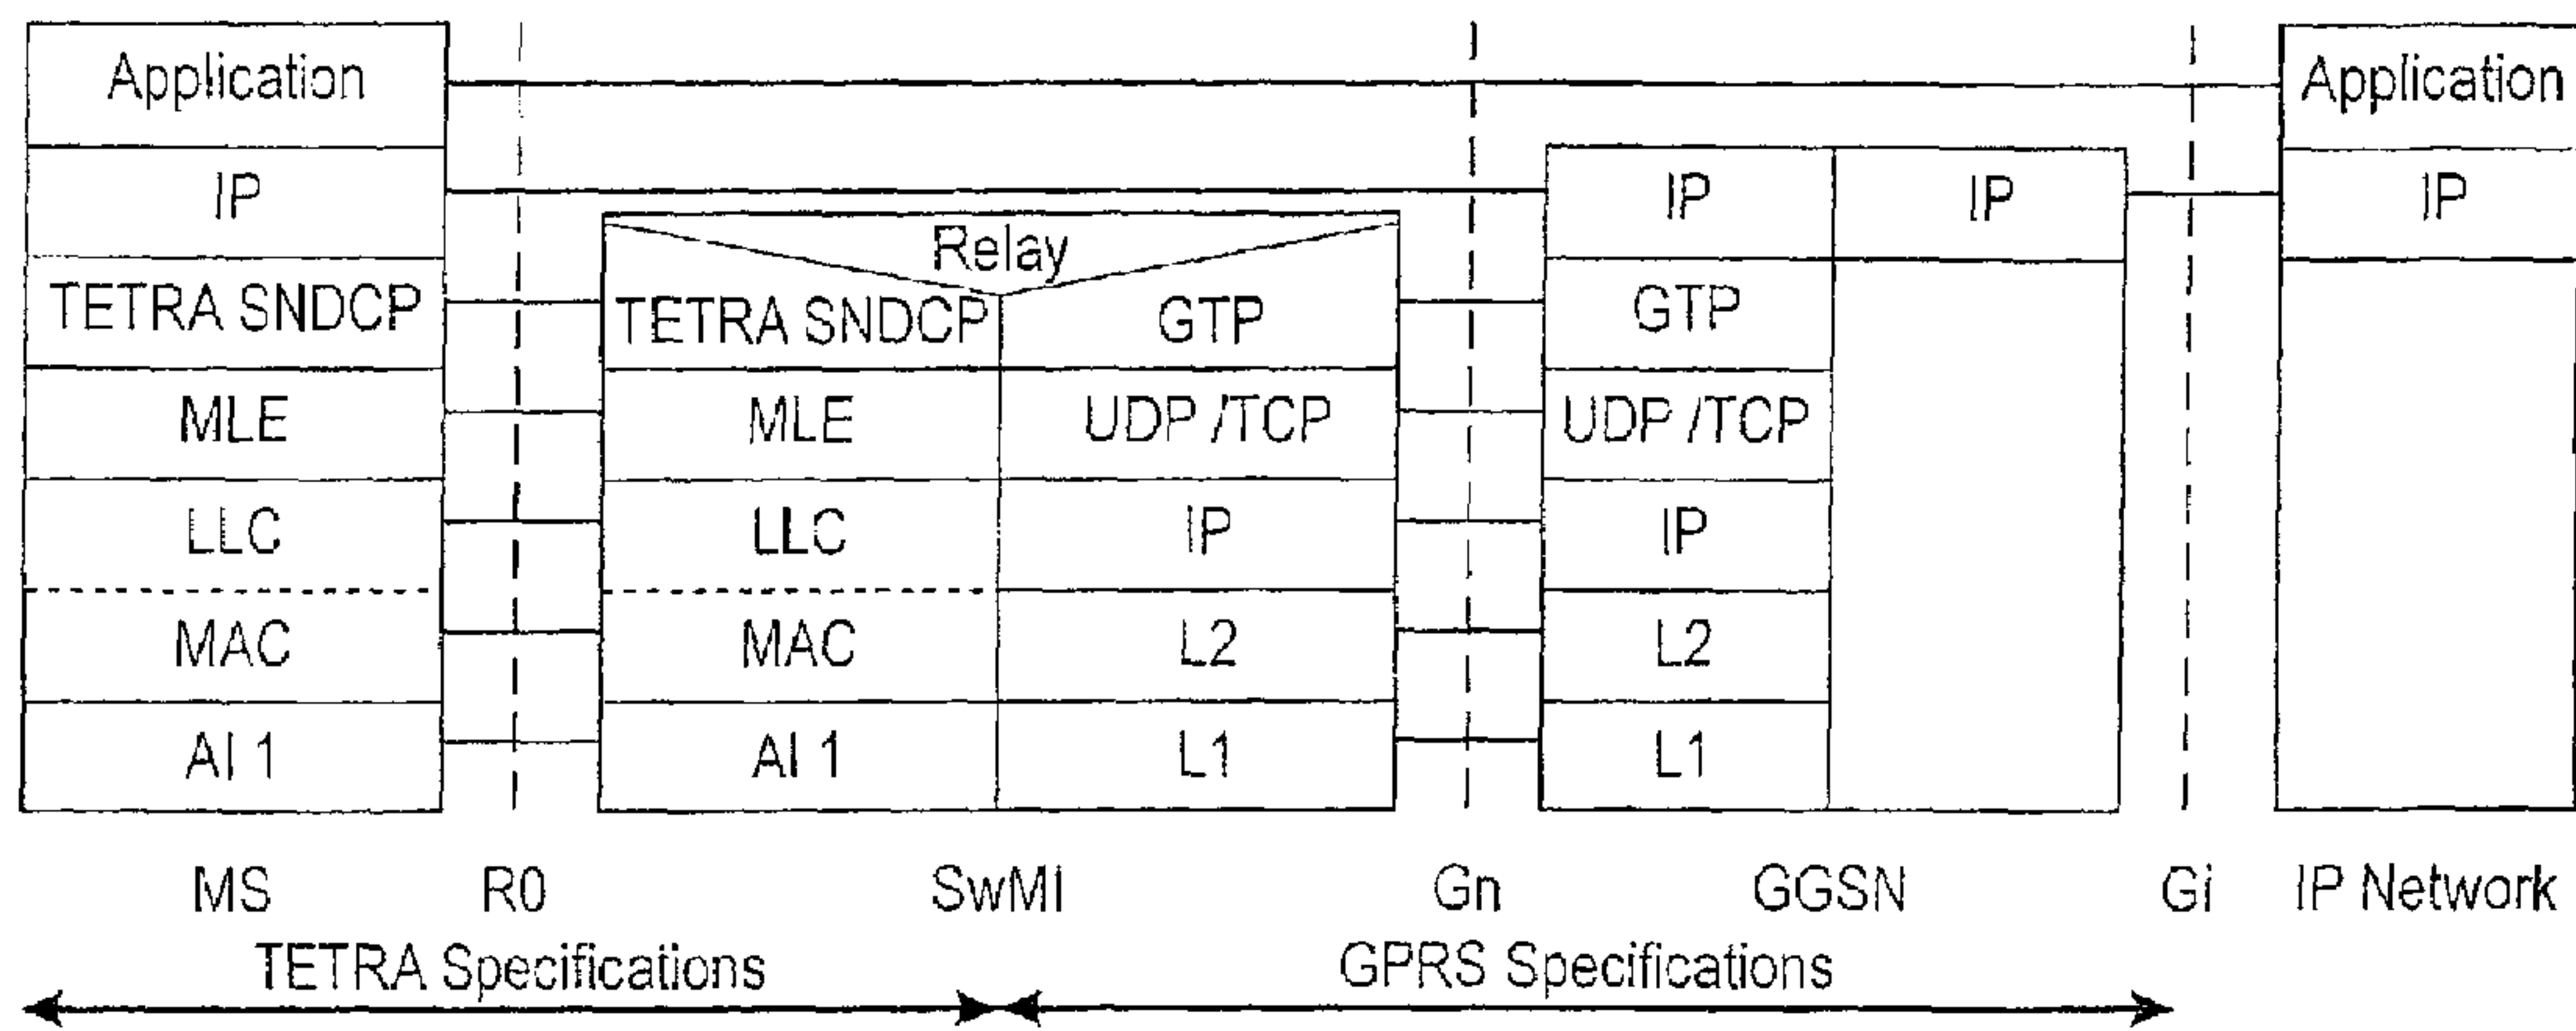 Application Application
IP IP IP IP
Relay
TETRA SNDCP TETRA SNDCP GTP GTP
MLE MLE UDP /TCP UDP /TCP
LLC LLC IP IP
MAC MAC L2 L2
AI 1 AI 1 L1 L1
MS R0 SwMI Gn GGSN Gi IP Network
TETRA Specifications GPRS Specifications